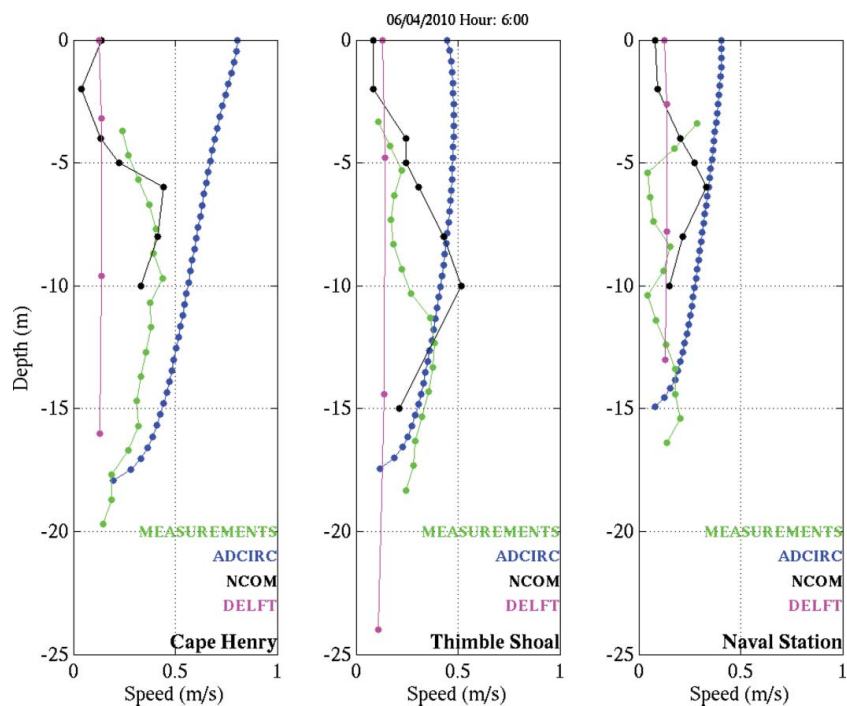 06/04/2010 Hour: 6:00
Depth (m)
0
-5
-10
-15
-20
-25
0
0.5
1
Speed (m/s)
MEASUREMENTS
ADCIRC
NCOM
DELFT
Cape Henry
0
-5
-10
-15
-20
-25
0
0.5
1
Speed (m/s)
MEASUREMENTS
ADCIRC
NCOM
DELFT
Thimble Shoal
0
-5
-10
-15
-20
-25
0
0.5
1
Speed (m/s)
MEASUREMENTS
ADCIRC
NCOM
DELFT
Naval Station